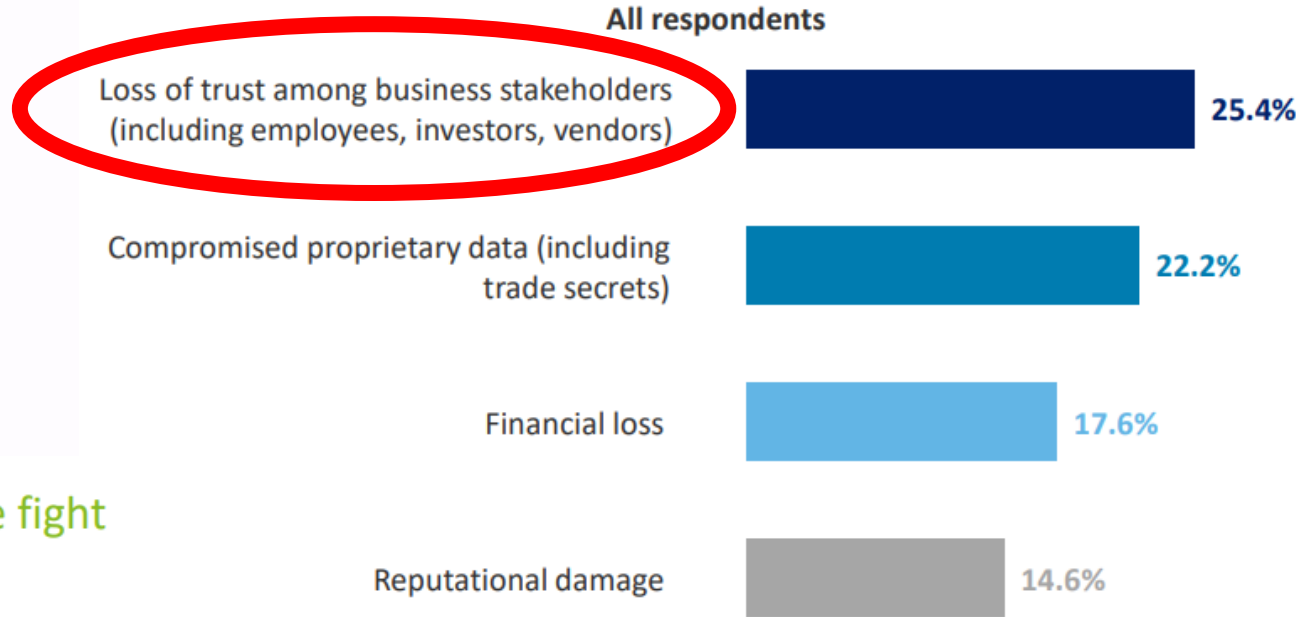 All respondents
Loss of trust among business stakeholders
(including employees, investors, vendors)
25.4%
Compromised proprietary data (including
trade secrets)
22.2%
Financial loss
17.6%
e fight
Reputational damage
14.6%